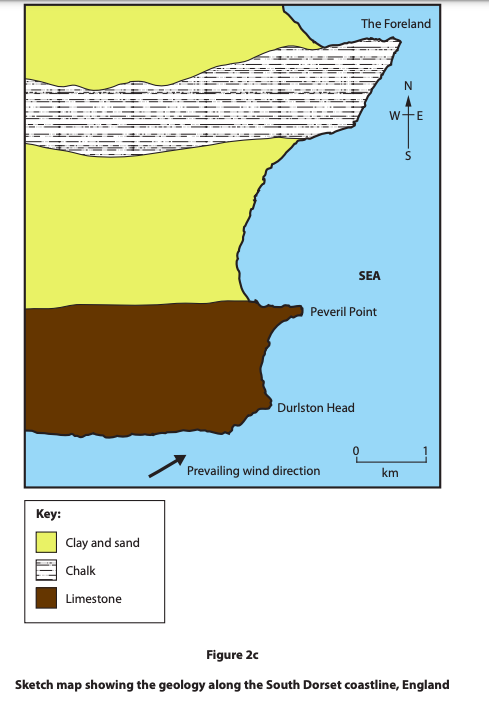 The Foreland
N
W E
S
SEA
Peveril Point
Durlston Head
0 1
km
Prevailing wind direction
Key:
Clay and sand
Chalk
Limestone
Figure 2c
Sketch map showing the geology along the South Dorset coastline, England